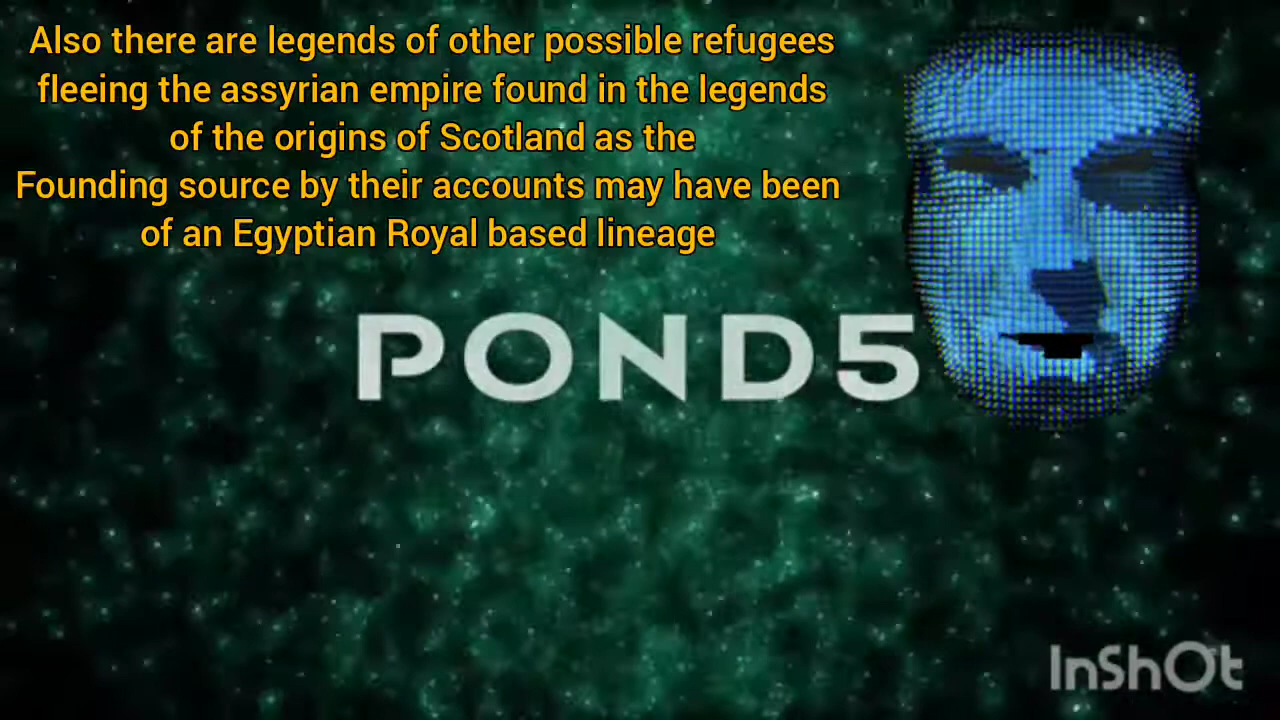 Also there are legends of other possible refugees
fleeing the assyrian empire found in the legends
of the origins of Scotland as the
Founding source by their accounts may have been
of an Egyptian Royal based lineage
POND5
InShOt